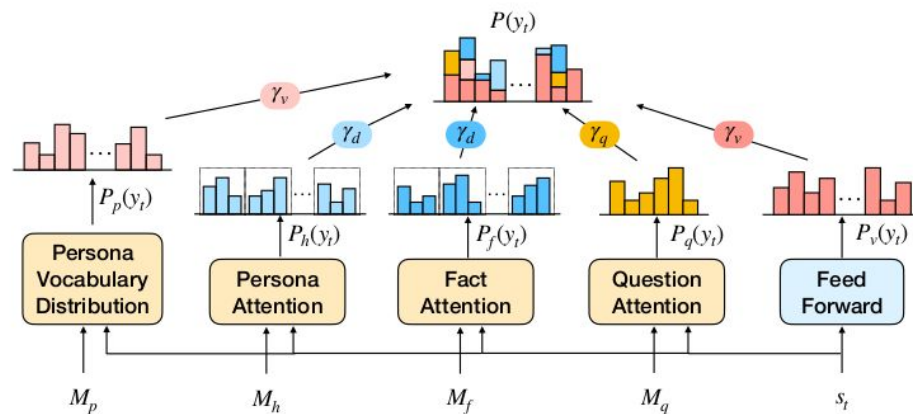 P(y_t)
γ_v
γ_d
γ_d
γ_q
γ_v
...
... ... ... ...
P_p(y_t) P_h(y_t) P_f(y_t) P_q(y_t) P_v(y_t)
Persona
Vocabulary
Distribution
Persona
Attention
Fact
Attention
Question
Attention
Feed
Forward
M_p M_h M_f M_q s_t